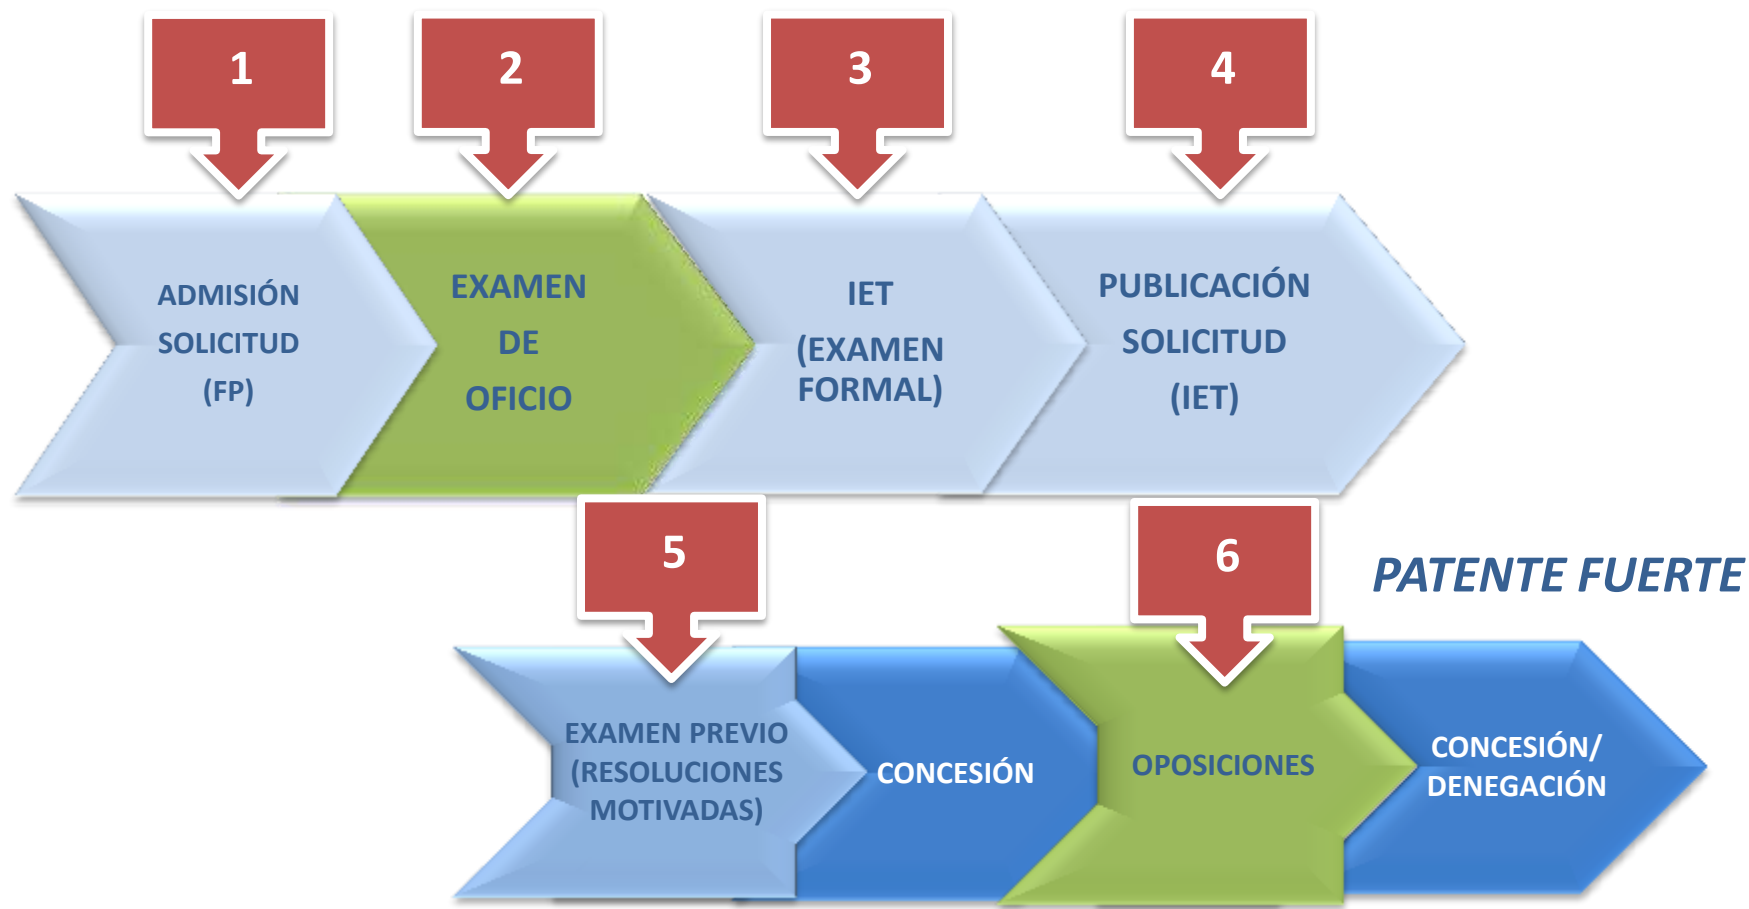 1
2
3
4
ADMISIÓN
SOLICITUD
(FP)
EXAMEN
DE
OFICIO
IET
(EXAMEN
FORMAL)
PUBLICACIÓN
SOLICITUD
(IET)
5
6
PATENTE FUERTE
EXAMEN PREVIO
(RESOLUCIONES
MOTIVADAS)
CONCESIÓN
OPOSICIONES
CONCESIÓN/
DENEGACIÓN